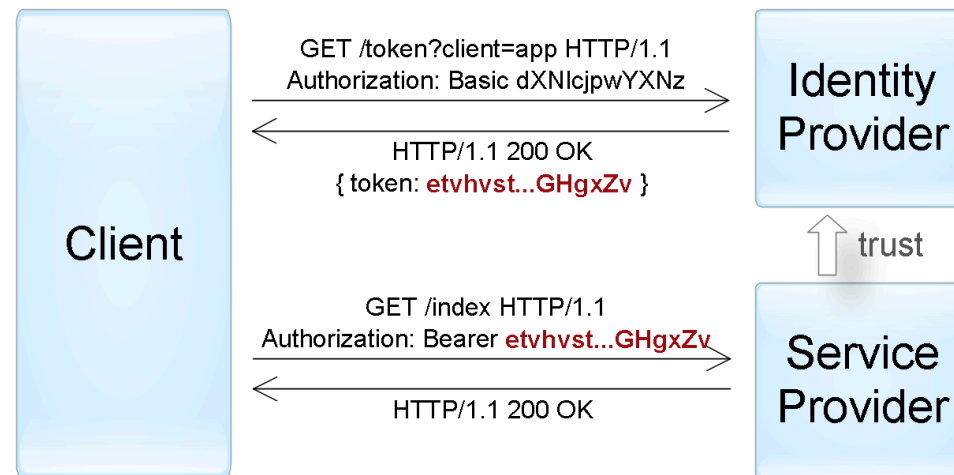 GET /token?client=app HTTP/1.1
Authorization: Basic dXNlcjpwYXNz
Identity
Provider
HTTP/1.1 200 OK
{ token: etvhvst...GHgxZv }
Client
trust
GET /index HTTP/1.1
Authorization: Bearer etvhvst...GHgxZv
Service
Provider
HTTP/1.1 200 OK